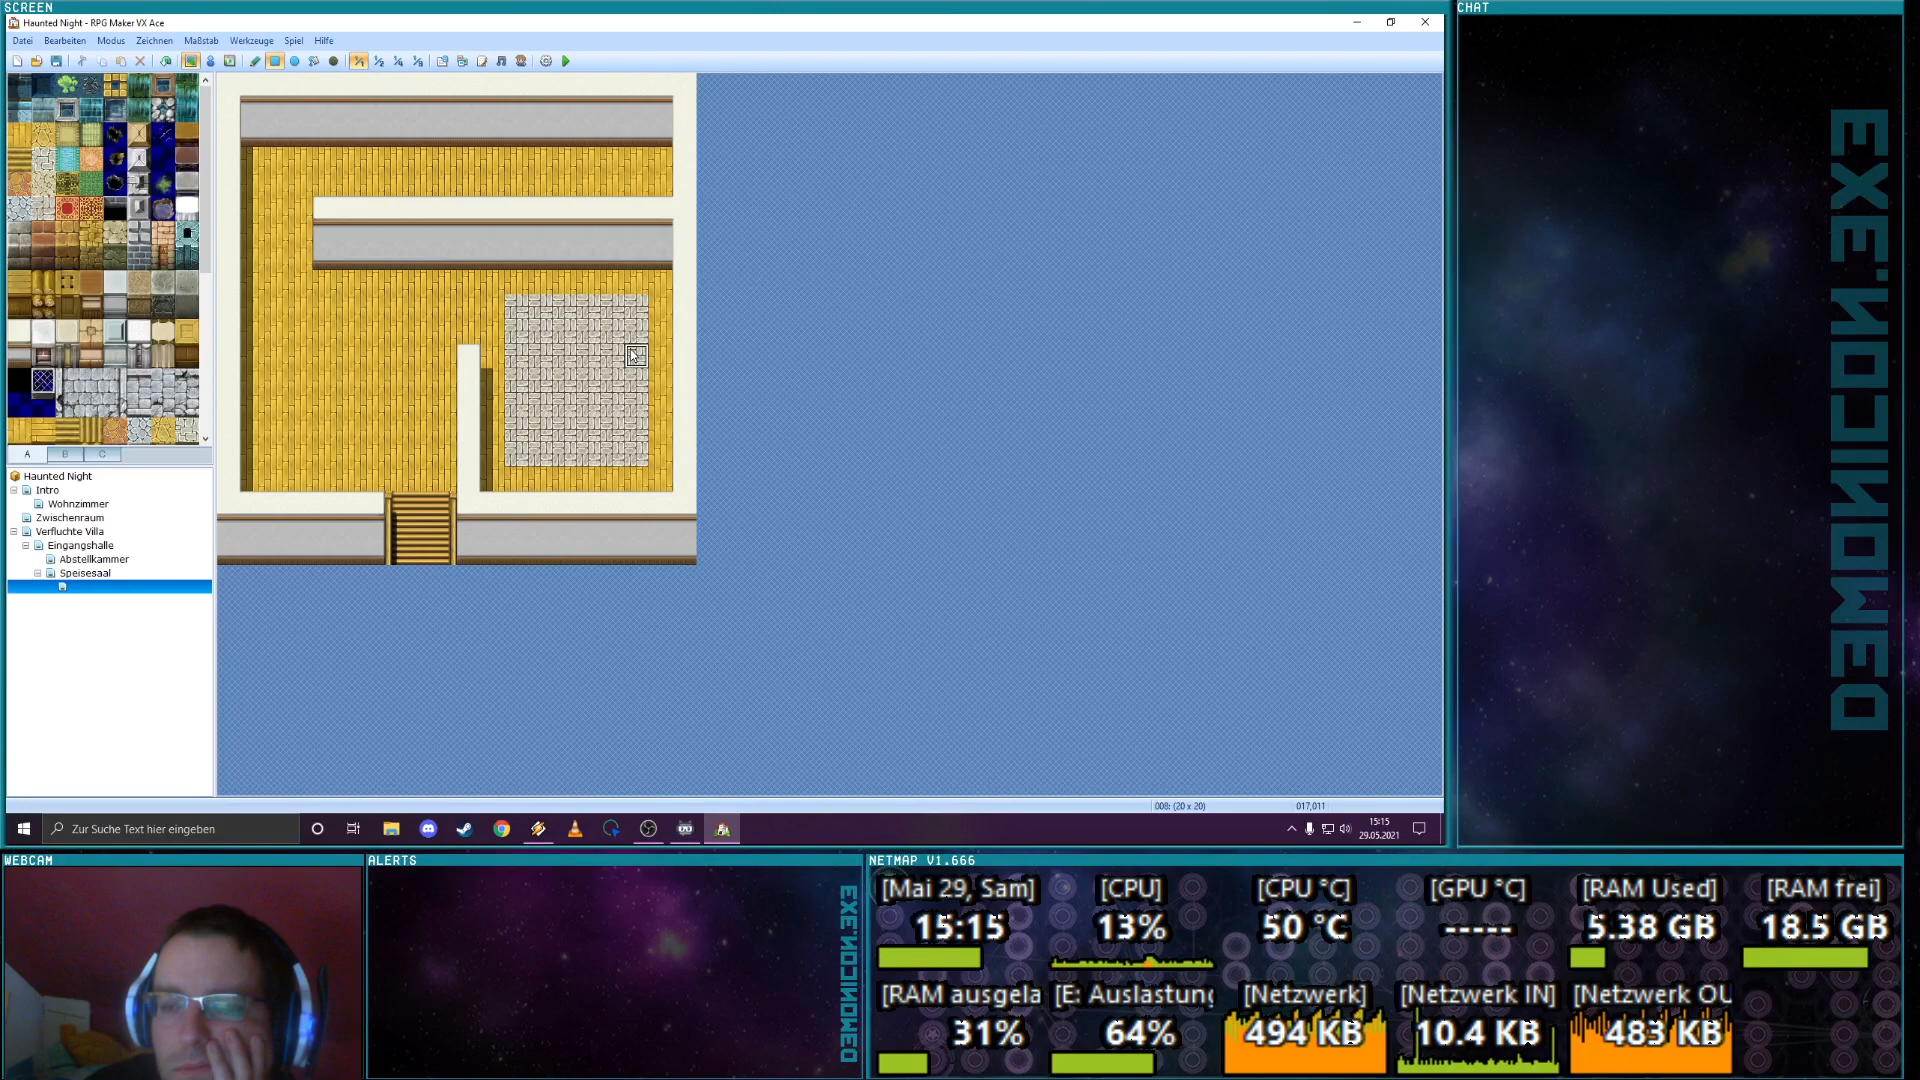 SCREEN
CHAT
Haunted Night - RPG Maker VX Ace
Datei Bearbeiten Modus Zeichnen Maßstab Werkzeuge Spiel Hilfe
A B C
Haunted Night
Intro
Wohnzimmer
Zwischenraum
Verfluchte Villa
Eingangshalle
Abstellkammer
Speisesaal
008: (20 x 20) 017,011
Zur Suche Text hier eingeben
15:15
29.05.2021
WEBCAM
ALERTS
NETMAP V1.666
[Mai 29, Sam] [CPU] [CPU °C] [GPU °C] [RAM Used] [RAM frei]
15:15 13% 50 °C ----- 5.38 GB 18.5 GB
[RAM ausgela [E: Auslastung [Netzwerk] [Netzwerk IN] [Netzwerk OU
31% 64% 494 KB 10.4 KB 483 KB